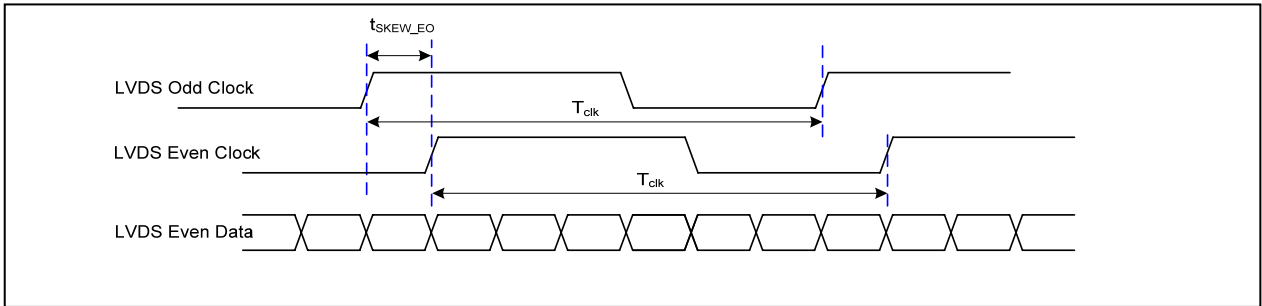 tSKEW_EO
LVDS Odd Clock
Tclk
LVDS Even Clock
Tclk
LVDS Even Data